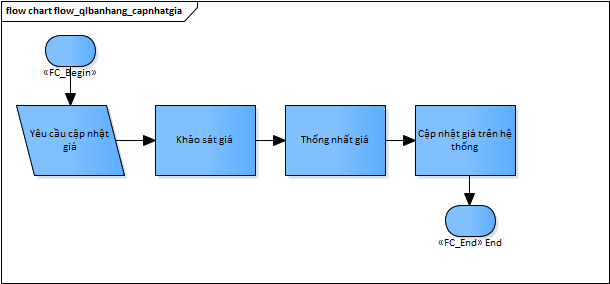 flow chart flow_qlbanhang_capnhatgia
«FC_Begin»
Yêu cầu cập nhật
giá
Khảo sát giá
Thống nhất giá
Cập nhật giá trên hệ
thống
«FC_End» End